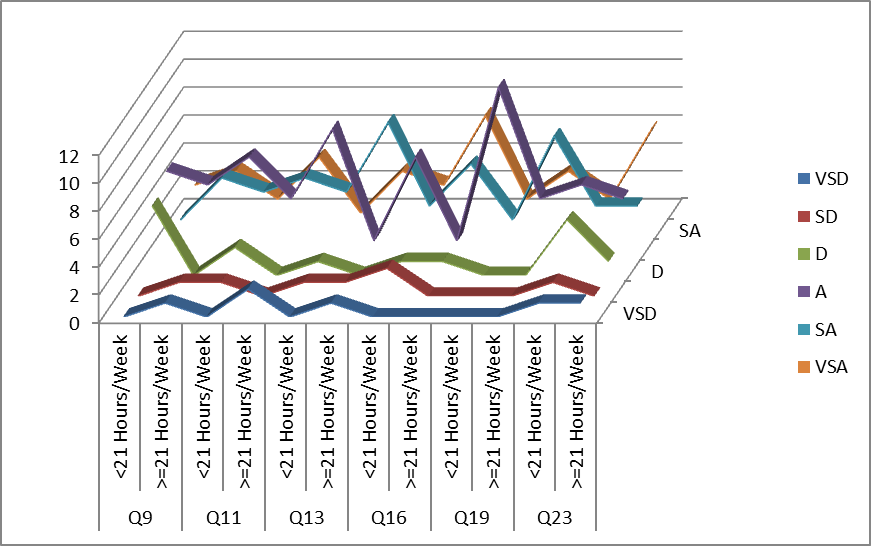 12
10
8
6
4
2
0
SA
D
VSD
VSD
SD
D
A
SA
VSA
<21 Hours/Week
>=21 Hours/Week
<21 Hours/Week
>=21 Hours/Week
<21 Hours/Week
>=21 Hours/Week
<21 Hours/Week
>=21 Hours/Week
<21 Hours/Week
>=21 Hours/Week
<21 Hours/Week
>=21 Hours/Week
Q9 Q11 Q13 Q16 Q19 Q23